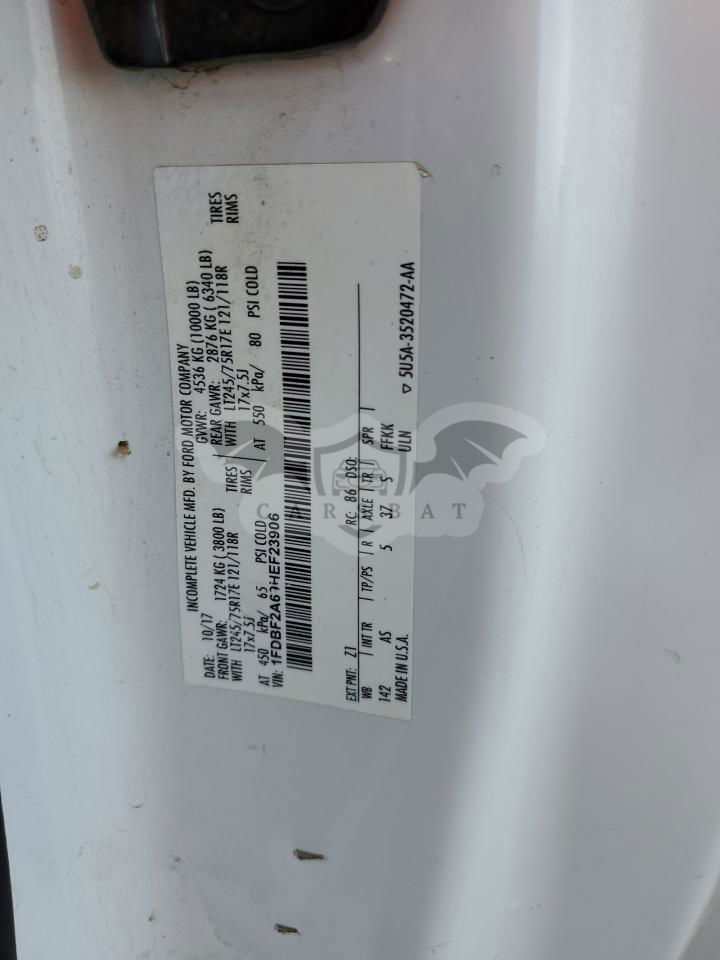 INCOMPLETE VEHICLE MFD. BY FORD MOTOR COMPANY
DATE: 10/17 GVWR: 4536 KG (10000 LB)
FRONT GAWR: 1724 KG ( 3800 LB) REAR GAWR: 2876 KG ( 6340 LB)
WITH LT245/75R17E 121/118R TIRES WITH LT245/75R17E 121/118R TIRES
17x7.5J RIMS 17x7.5J RIMS
AT 450 kPa/ 65 PSI COLD AT 550 kPa/ 80 PSI COLD
VIN:
EXT PNT: Z1 RC: 86 DSO:
WB INT TR TP/PS R AXLE TR SPR
142 AS 5 37 5 FFKK
MADE IN U.S.A. ULN
5U5A-3520472-AA
CAR BAT